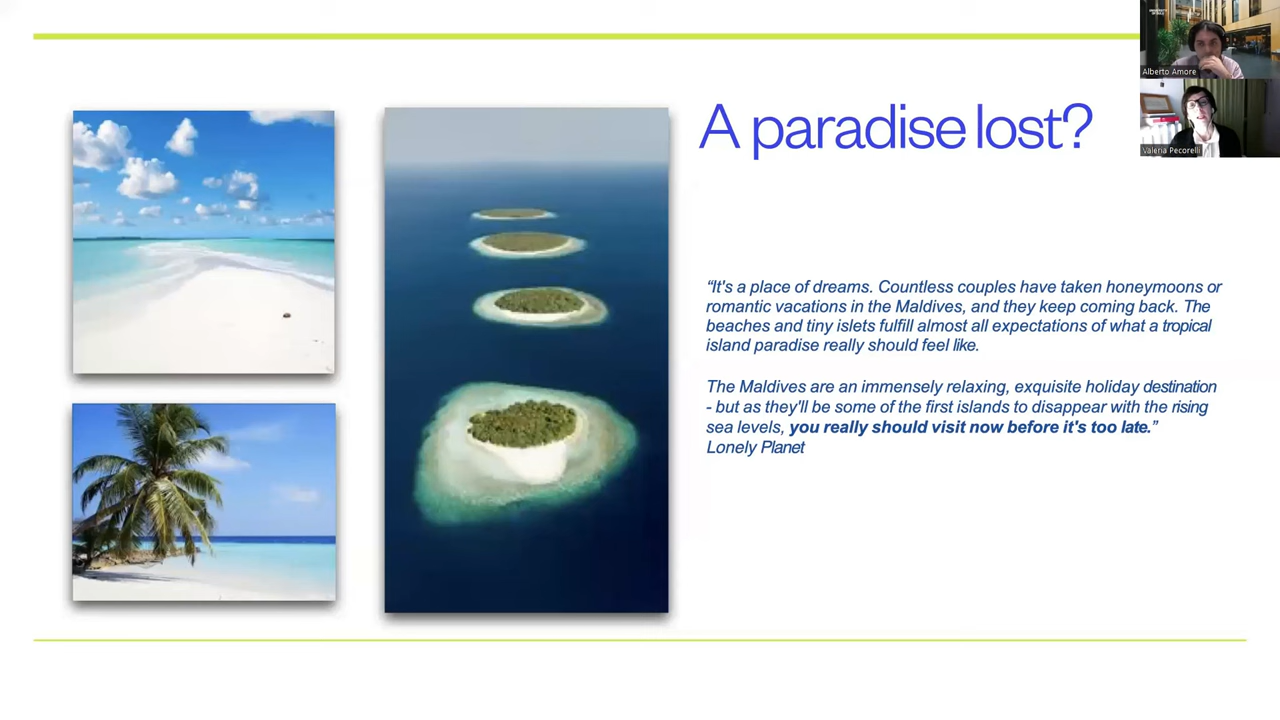 A paradise lost?
Alberto Amore
Valeria Pecorelli
“It's a place of dreams. Countless couples have taken honeymoons or
romantic vacations in the Maldives, and they keep coming back. The
beaches and tiny islets fulfill almost all expectations of what a tropical
island paradise really should feel like.
The Maldives are an immensely relaxing, exquisite holiday destination
- but as they'll be some of the first islands to disappear with the rising
sea levels, you really should visit now before it's too late.”
Lonely Planet